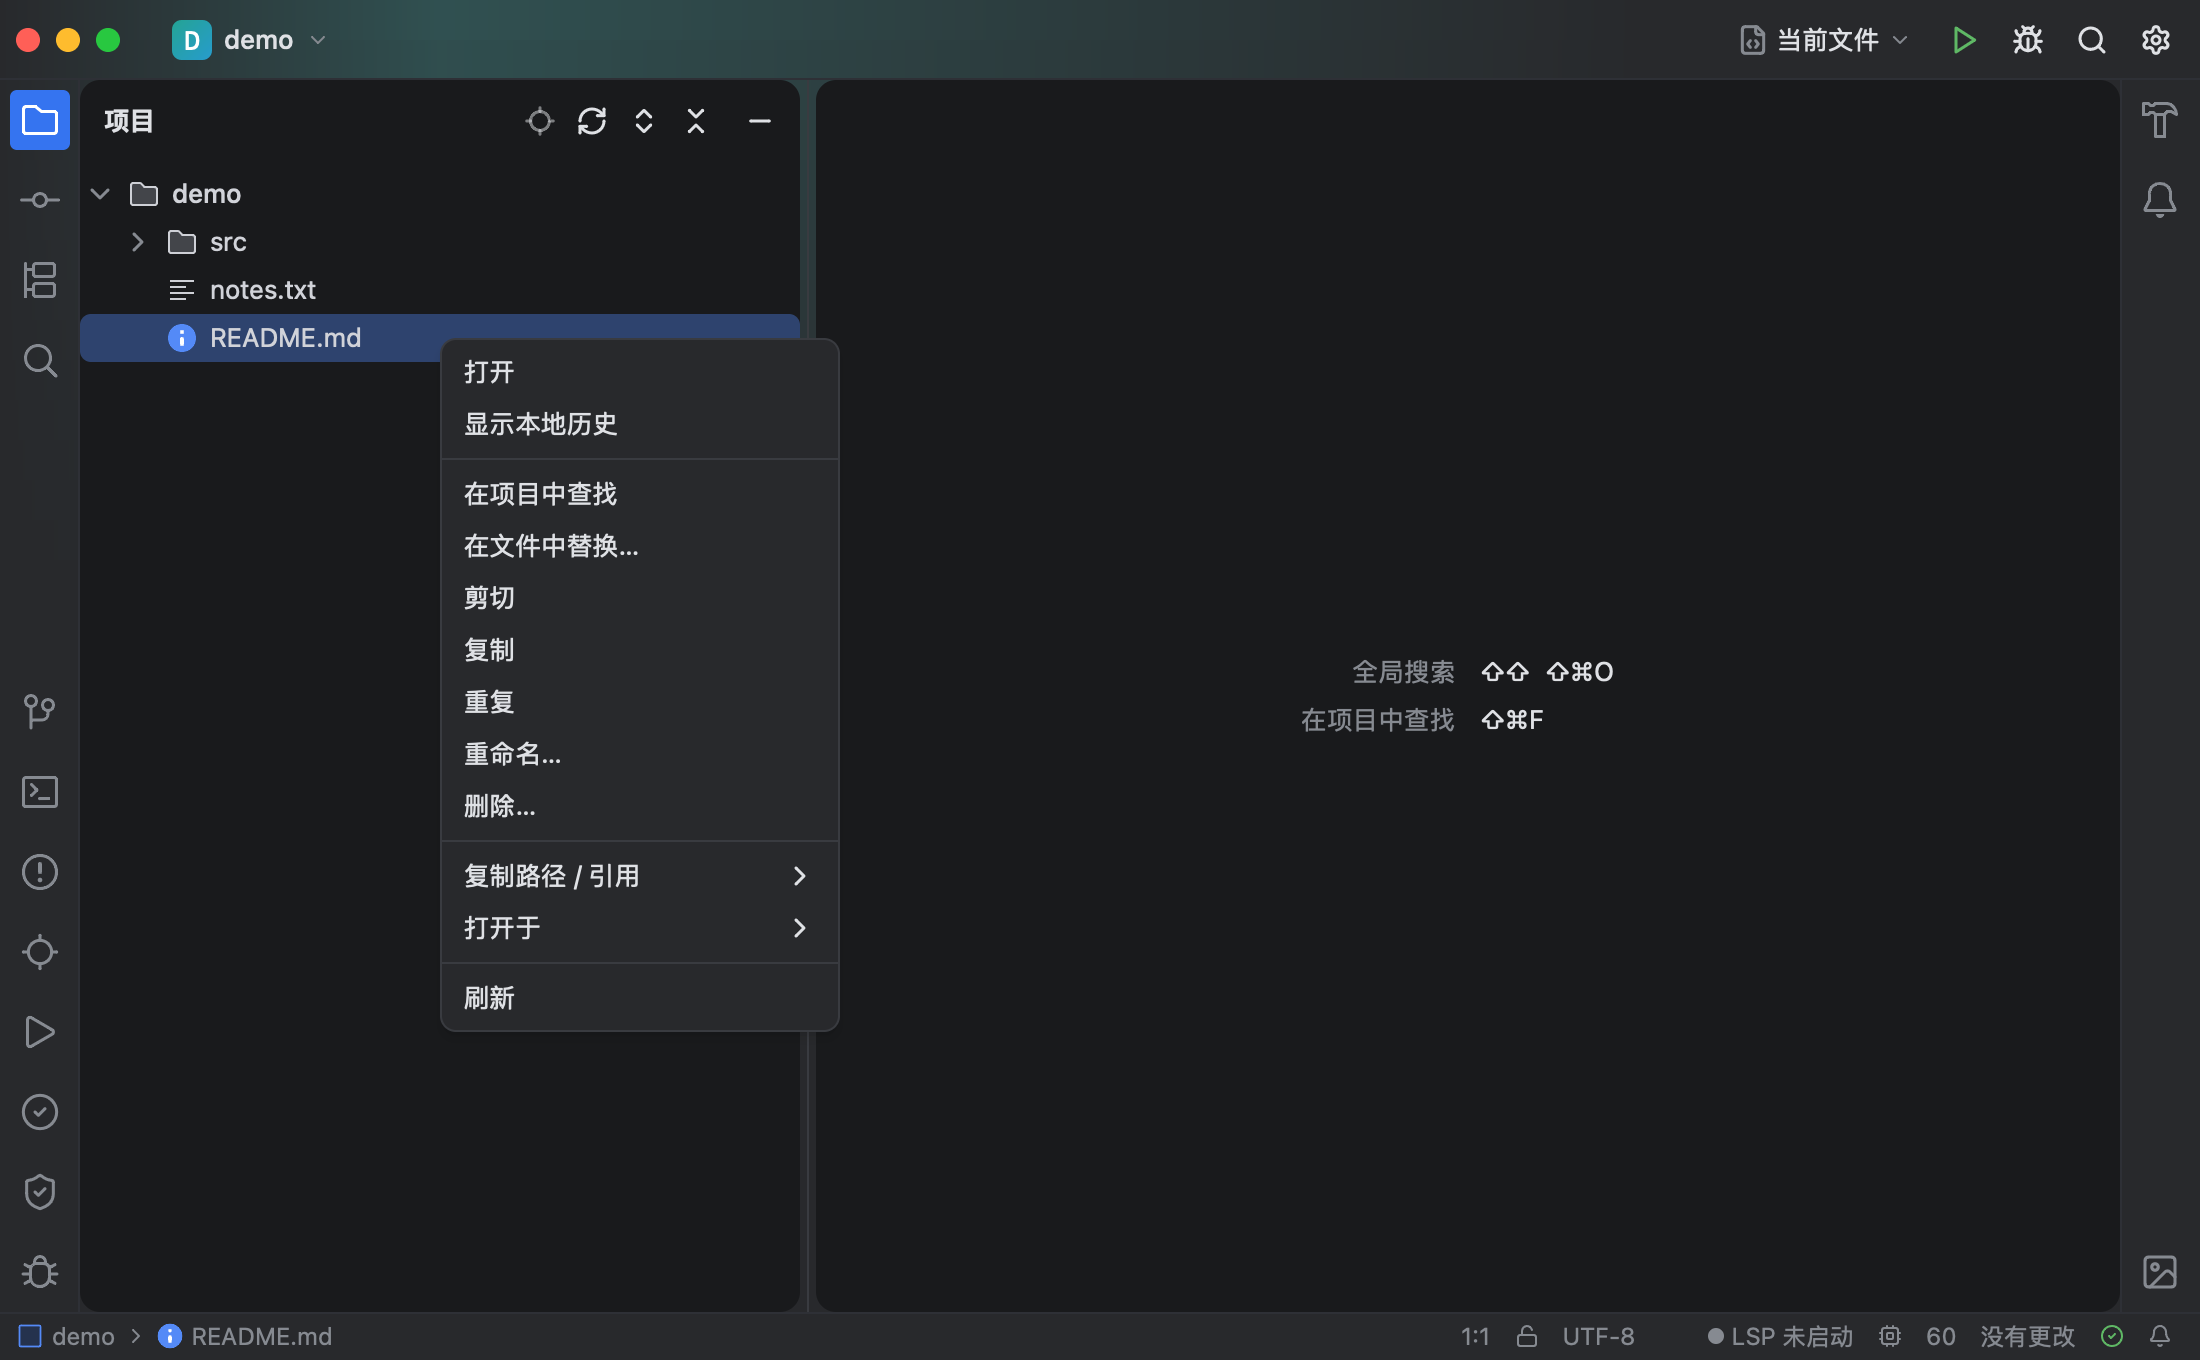 D demo
当前文件
项目
demo
src
notes.txt
README.md
打开
显示本地历史
在项目中查找
在文件中替换...
剪切
复制
重复
重命名...
删除...
复制路径 / 引用
打开于
刷新
全局搜索 ⇧⇧ ⇧⌘O
在项目中查找 ⇧⌘F
demo > README.md
1:1 UTF-8 LSP 未启动 60 没有更改